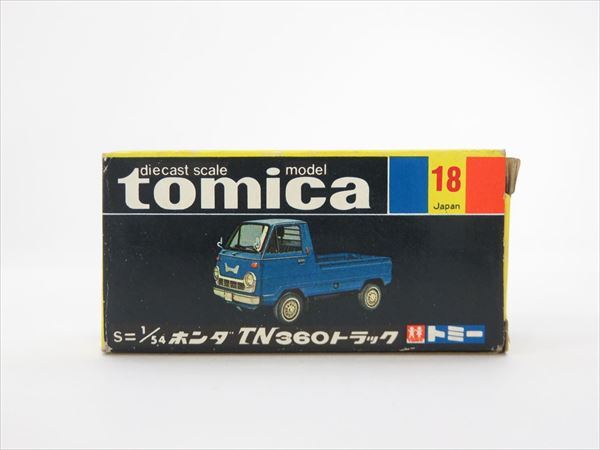 diecast scale model
tomica
18
Japan
S=1/54 ホンダ TN360トラック
トミー